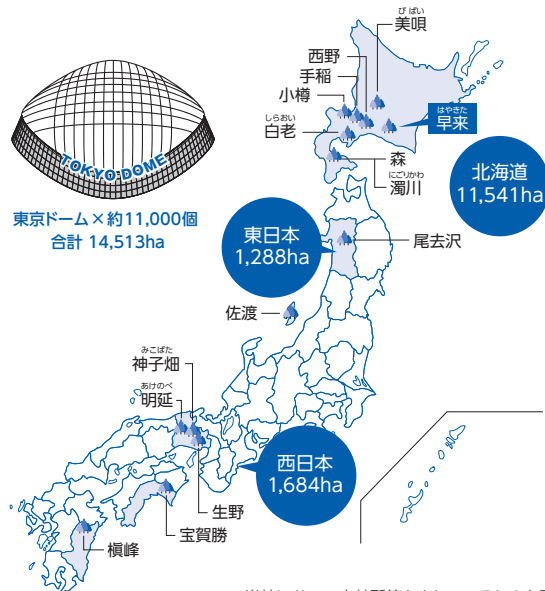 びばい
美唄
西野
手稲
小樽
しらおい
白老
はやきた
早来
森
にごりかわ
濁川
北海道
11,541ha
TOKYO DOME
東京ドーム×約11,000個
合計 14,513ha
東日本
1,288ha
尾去沢
佐渡
みこばた
神子畑
あけのべ
明延
西日本
1,684ha
生野
宝賀勝
槇峰